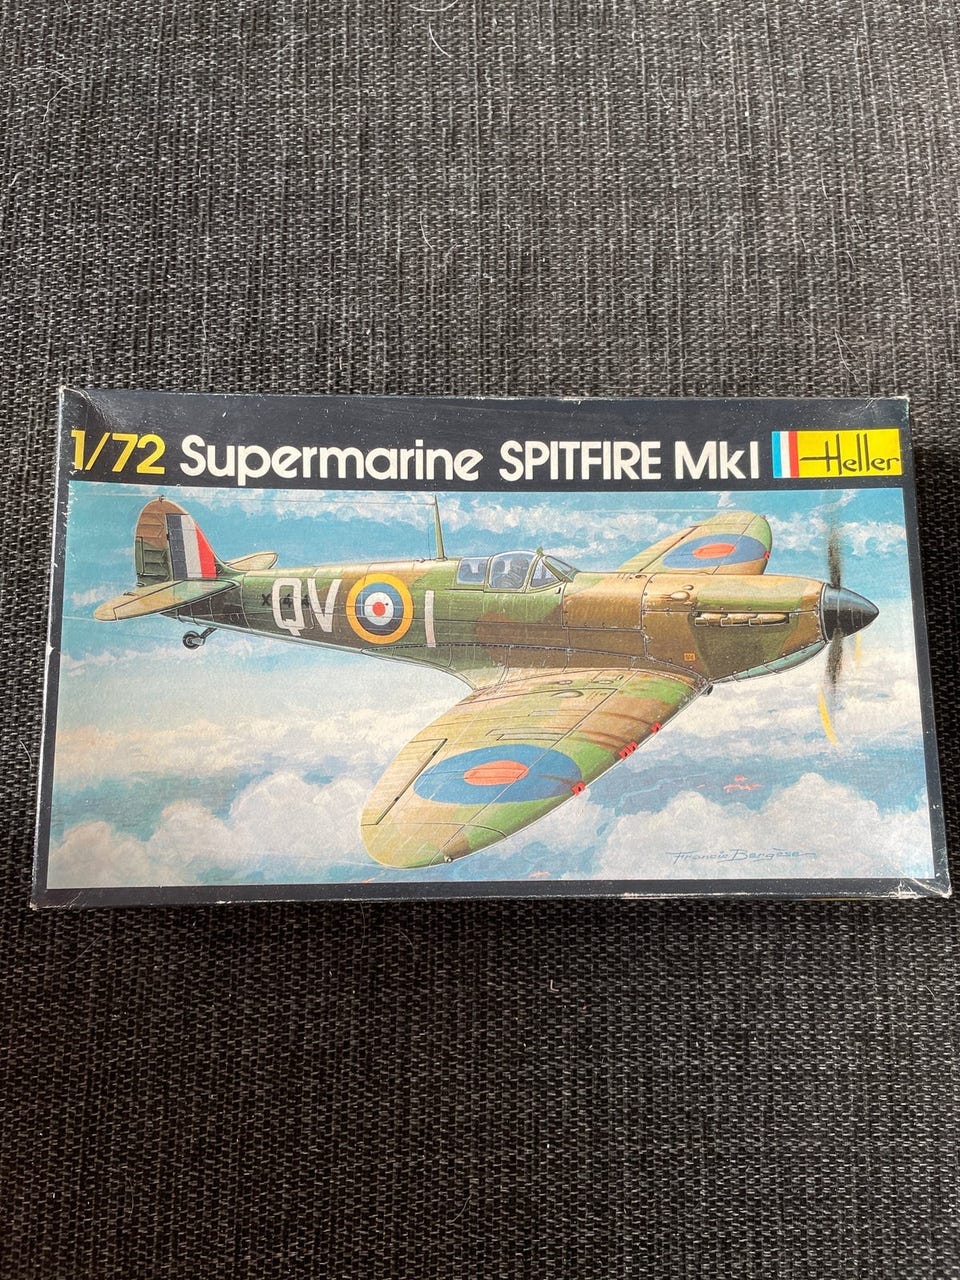 1/72 Supermarine SPITFIRE MkI Heller
QV I
Francis Bergèse